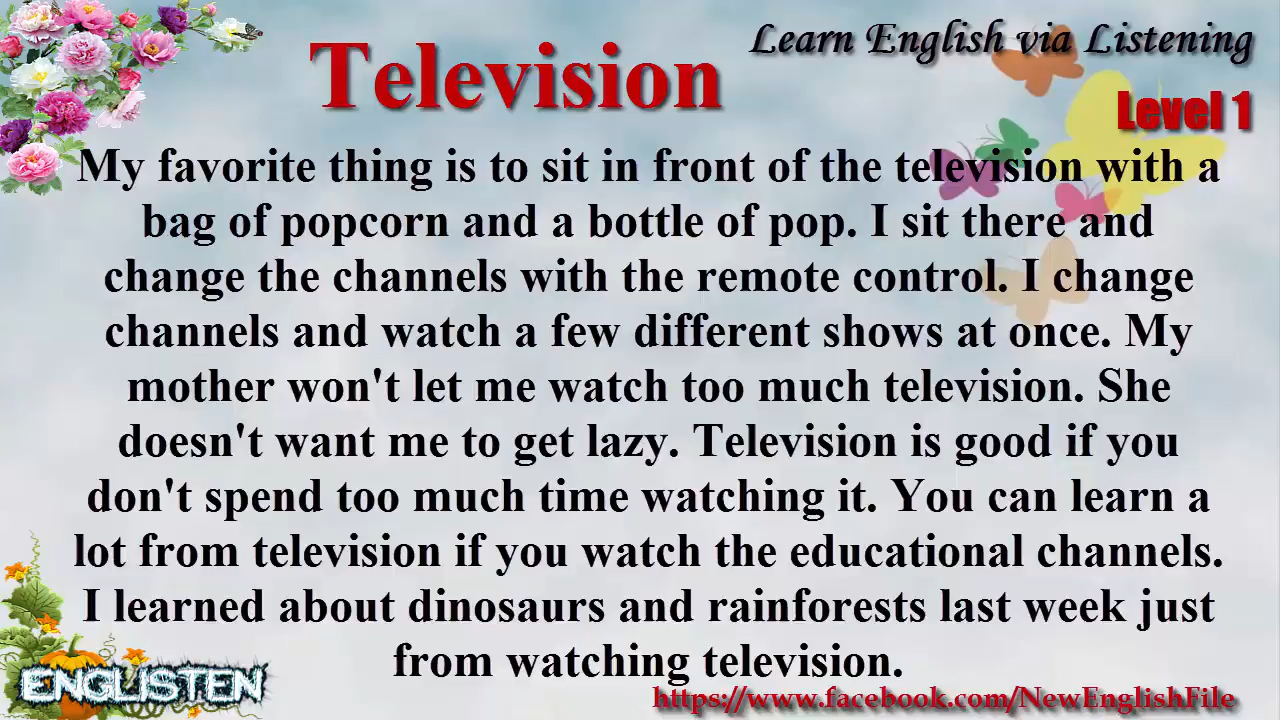 Learn English via Listening
Television
Level 1
My favorite thing is to sit in front of the television with a
bag of popcorn and a bottle of pop. I sit there and
change the channels with the remote control. I change
channels and watch a few different shows at once. My
mother won't let me watch too much television. She
doesn't want me to get lazy. Television is good if you
don't spend too much time watching it. You can learn a
lot from television if you watch the educational channels.
I learned about dinosaurs and rainforests last week just
from watching television.
ENGLISTEN
https://www.facebook.com/NewEnglishFile